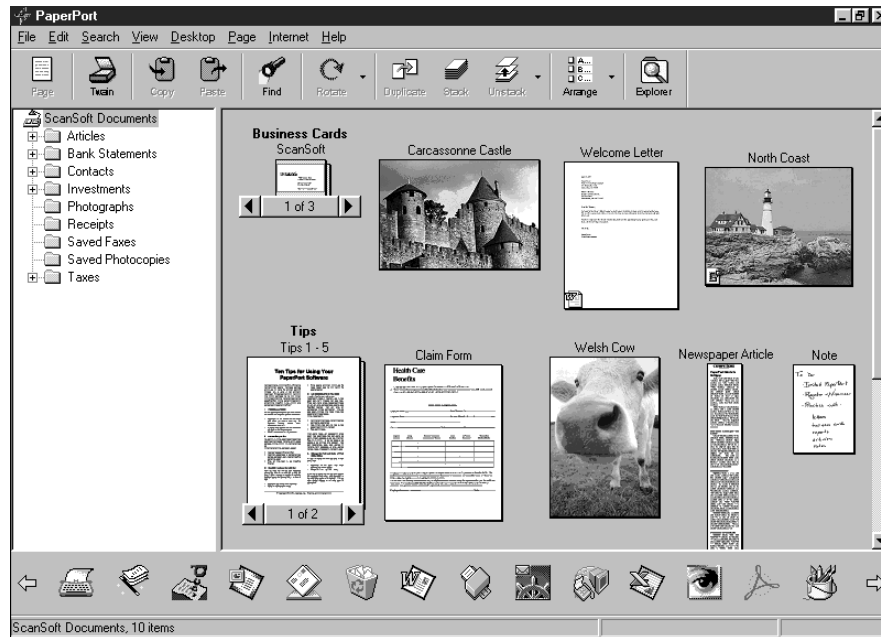 PaperPort
File Edit Search View Desktop Page Internet Help
Page Twain Copy Paste Find Rotate Duplicate Stack Unstack Arrange Explorer
A...
B...
C...
ScanSoft Documents
Articles
Bank Statements
Contacts
Investments
Photographs
Receipts
Saved Faxes
Saved Photocopies
Taxes
Business Cards
ScanSoft
1 of 3
Carcassonne Castle
Welcome Letter
North Coast
Tips
Tips 1 - 5
Ten Tips for Using Your
PaperPort Software
1 of 2
Claim Form
Health Care
Benefits
Welsh Cow
Newspaper Article
Note
To Do
ScanSoft Documents, 10 items